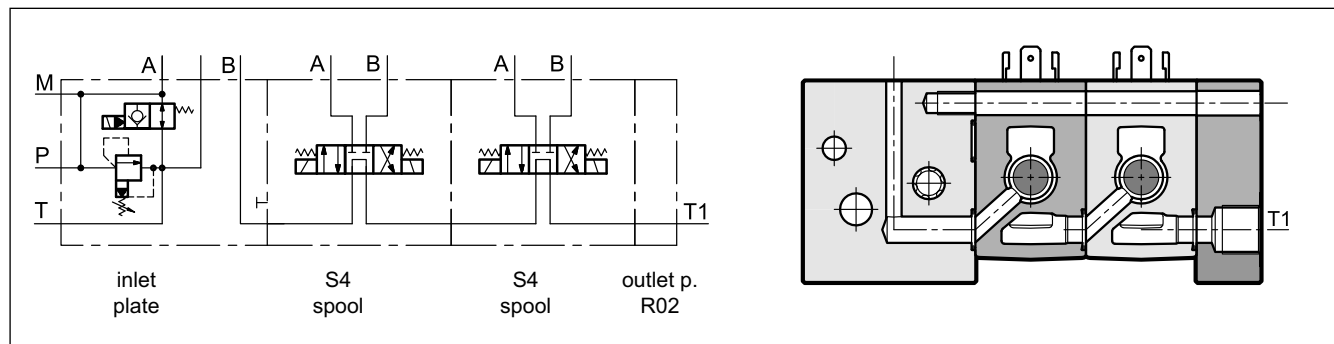 A B A B A B
M
P
T T1 T1
inlet
plate
S4
spool
S4
spool
outlet p.
R02